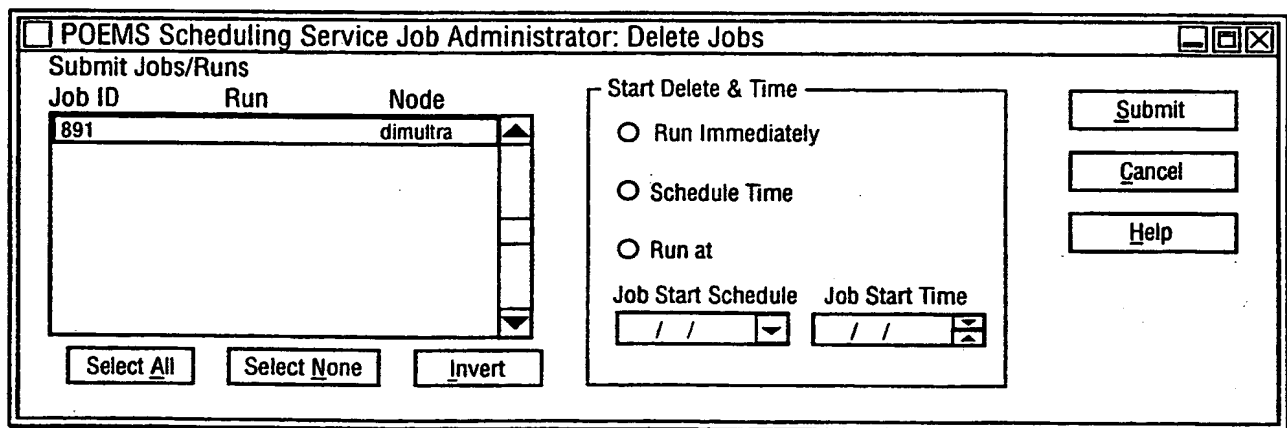 POEMS Scheduling Service Job Administrator: Delete Jobs
Submit Jobs/Runs
Job ID Run Node
891 dimultra
Select All Select None Invert
Start Delete & Time
Run Immediately
Schedule Time
Run at
Job Start Schedule Job Start Time
/ / / /
Submit
Cancel
Help